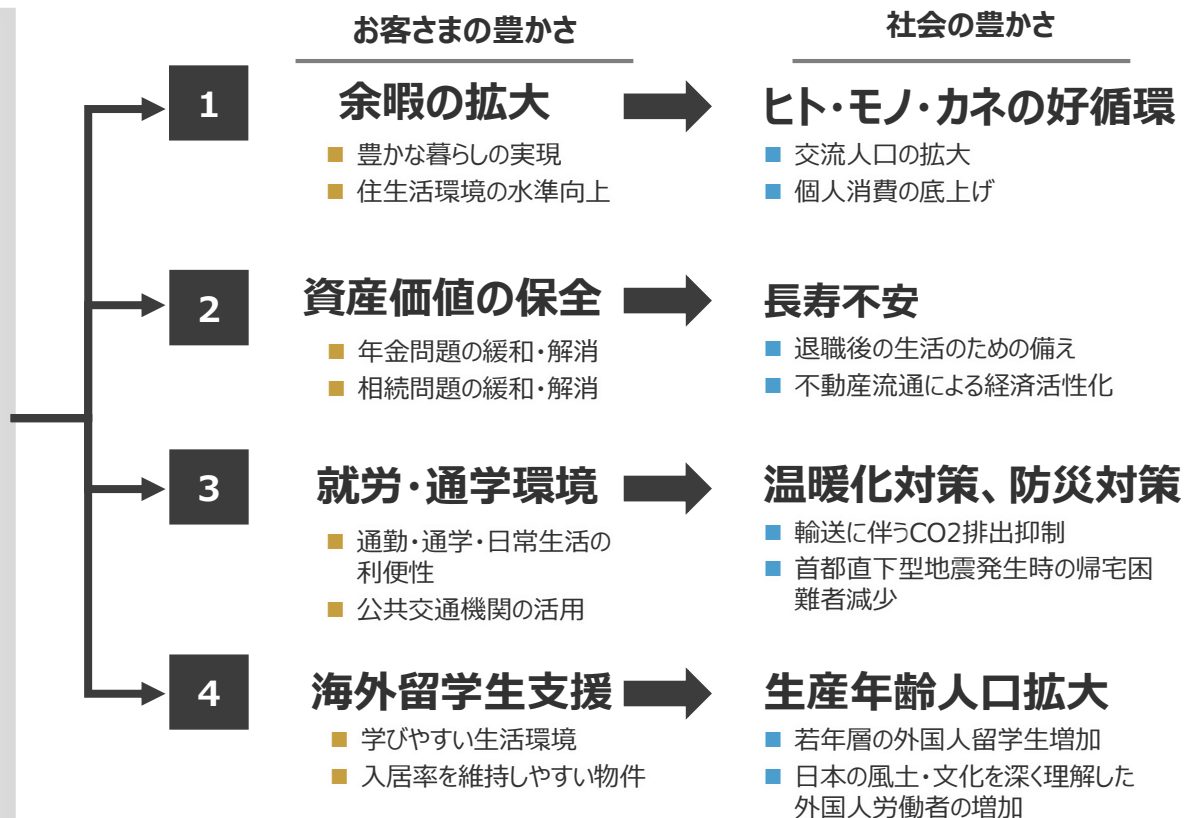 お客さまの豊かさ
社会の豊かさ
1
余暇の拡大
■ 豊かな暮らしの実現
■ 住生活環境の水準向上
ヒト・モノ・カネの好循環
■ 交流人口の拡大
■ 個人消費の底上げ
2
資産価値の保全
■ 年金問題の緩和・解消
■ 相続問題の緩和・解消
長寿不安
■ 退職後の生活のための備え
■ 不動産流通による経済活性化
3
就労・通学環境
■ 通勤・通学・日常生活の
利便性
■ 公共交通機関の活用
温暖化対策、防災対策
■ 輸送に伴うCO2排出抑制
■ 首都直下型地震発生時の帰宅困
難者減少
4
海外留学生支援
■ 学びやすい生活環境
■ 入居率を維持しやすい物件
生産年齢人口拡大
■ 若年層の外国人留学生増加
■ 日本の風土・文化を深く理解した
外国人労働者の増加